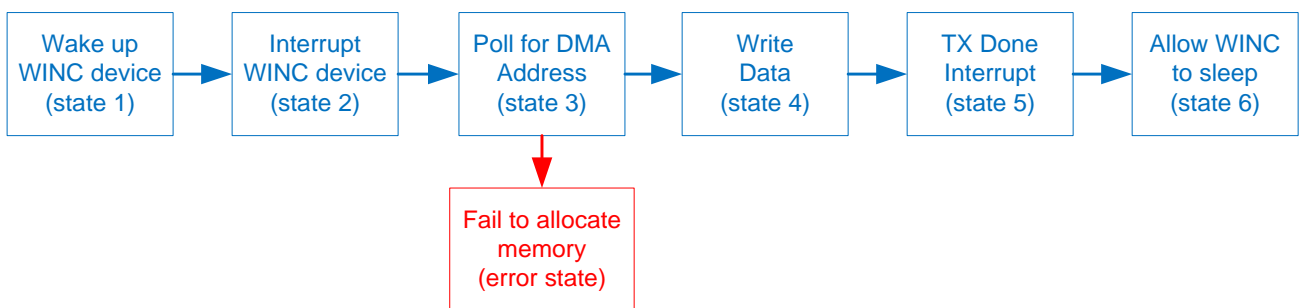 Wake up
WINC device
(state 1)
Interrupt
WINC device
(state 2)
Poll for DMA
Address
(state 3)
Write
Data
(state 4)
TX Done
Interrupt
(state 5)
Allow WINC
to sleep
(state 6)
Fail to allocate
memory
(error state)